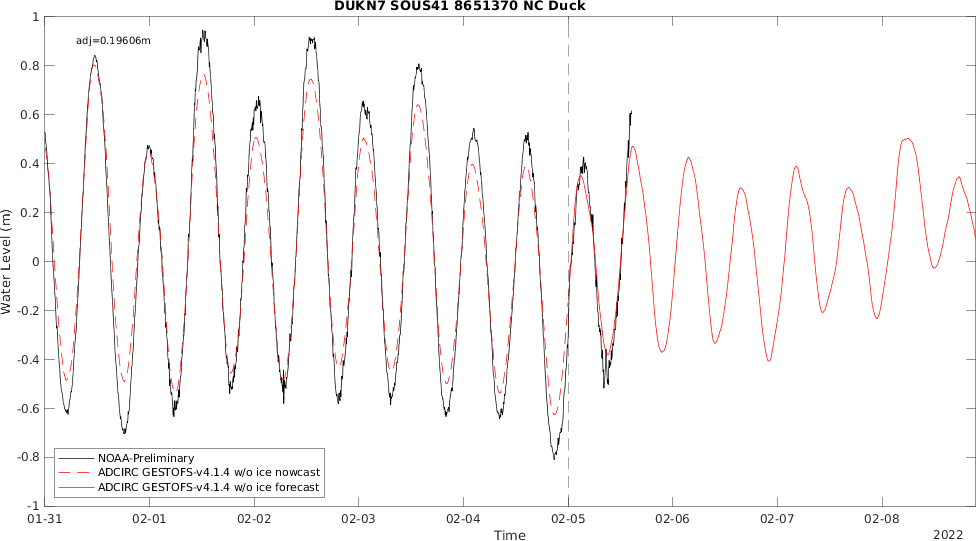 DUKN7 SOUS41 8651370 NC Duck
adj=0.19606m
1
0.8
0.6
0.4
0.2
0
-0.2
-0.4
-0.6
-0.8
-1
Water Level (m)
NOAA-Preliminary
ADCIRC GESTOFS-v4.1.4 w/o ice nowcast
ADCIRC GESTOFS-v4.1.4 w/o ice forecast
01-31 02-01 02-02 02-03 02-04 02-05 02-06 02-07 02-08
Time
2022